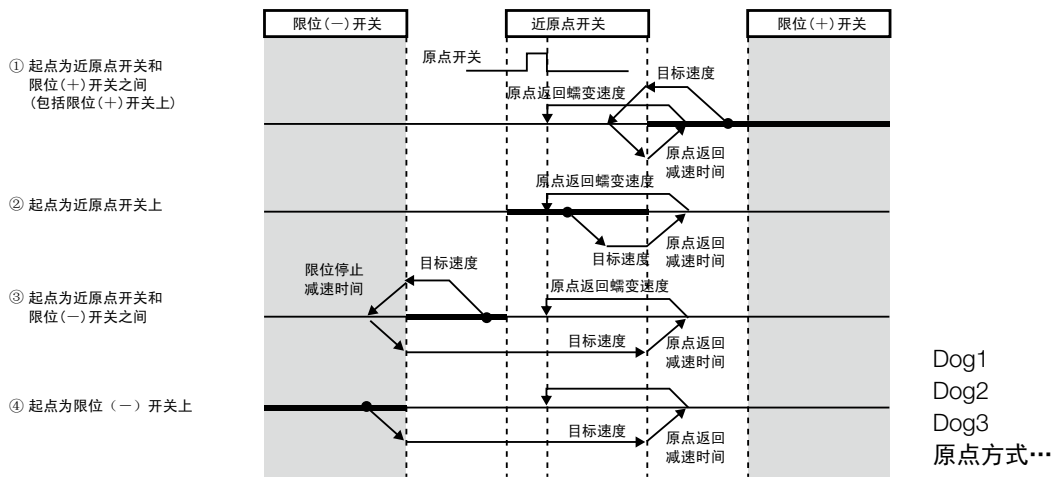 限位(－)开关
近原点开关
限位(＋)开关
① 起点为近原点开关和
限位(＋)开关之间
(包括限位(＋)开关上)
原点开关
目标速度
原点返回蠕变速度
原点返回
减速时间
② 起点为近原点开关上
原点返回蠕变速度
目标速度
原点返回
减速时间
③ 起点为近原点开关和
限位(－)开关之间
限位停止
减速时间
目标速度
原点返回蠕变速度
目标速度
原点返回
减速时间
④ 起点为限位（－）开关上
目标速度
原点返回
减速时间
Dog1
Dog2
Dog3
原点方式…